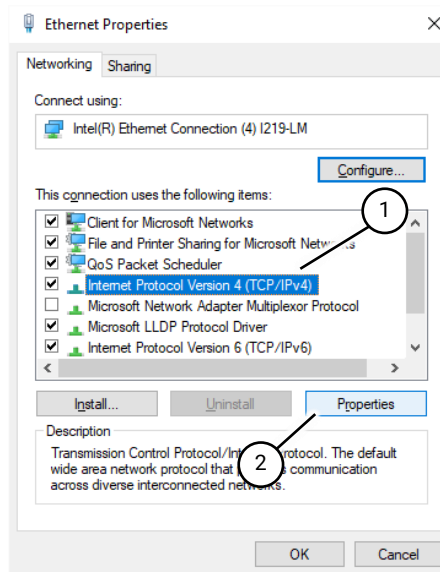 Ethernet Properties
Networking Sharing
Connect using:
Intel(R) Ethernet Connection (4) I219-LM
Configure...
This connection uses the following items:
1
Client for Microsoft Networks
File and Printer Sharing for Microsoft
QoS Packet Scheduler
Internet Protocol Version 4 (TCP/IPv4)
Microsoft Network Adapter Multiplexor Protocol
Microsoft LLDP Protocol Driver
Internet Protocol Version 6 (TCP/IPv6)
Install... Uninstall Properties
Description
Transmission Control Protocol/ The default
2
wide area network protocol that communication
across diverse interconnected networks.
OK Cancel